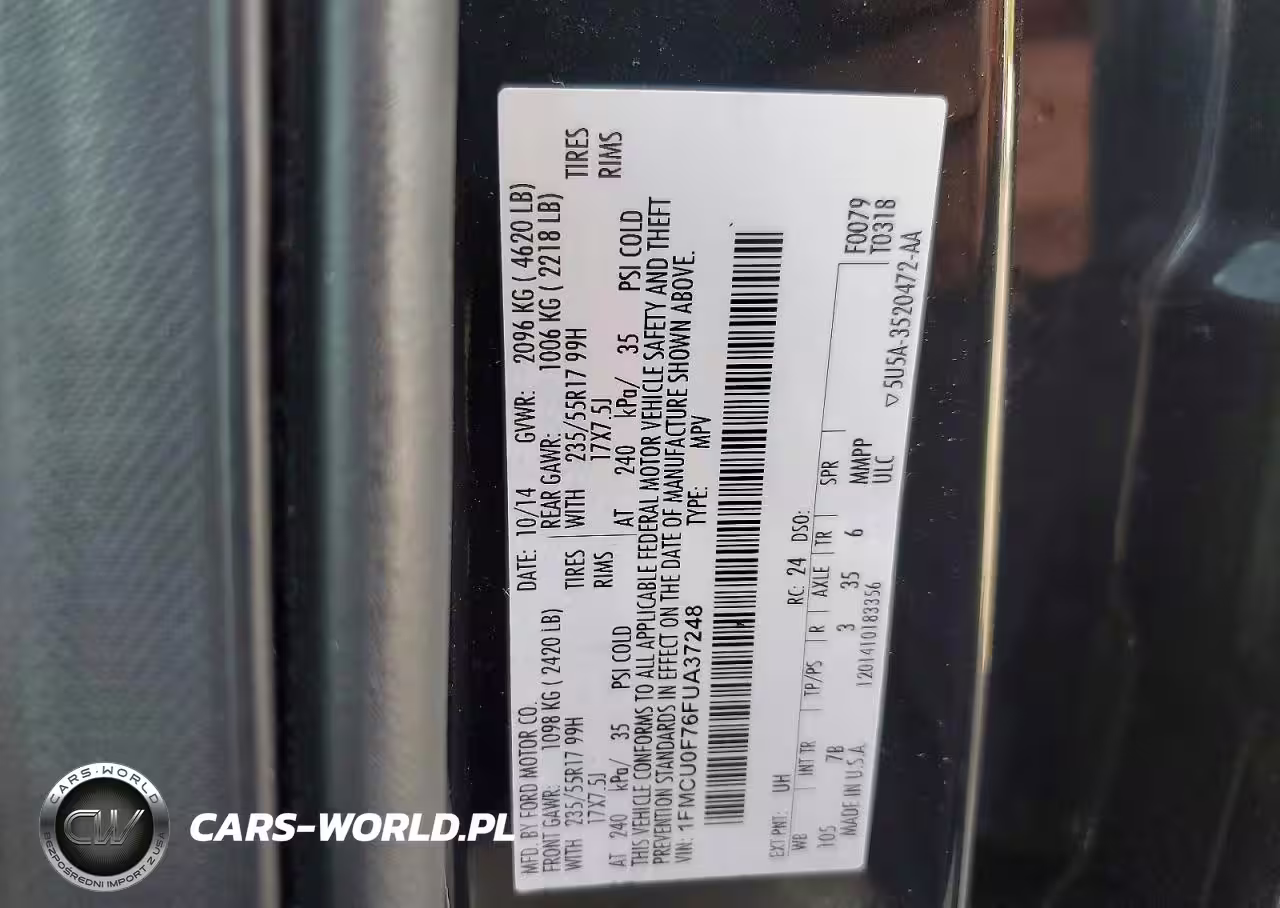 MFD. BY FORD MOTOR CO. DATE: 10/14 GVWR: 2096 KG ( 4620 LB)
FRONT GAWR: 1098 KG ( 2420 LB) REAR GAWR: 1006 KG ( 2218 LB)
WITH 235/55R17 99H TIRES WITH 235/55R17 99H TIRES
17X7.5J RIMS 17X7.5J RIMS
AT 240 kPa/ 35 PSI COLD AT 240 kPa/ 35 PSI COLD
THIS VEHICLE CONFORMS TO ALL APPLICABLE FEDERAL MOTOR VEHICLE SAFETY AND THEFT
PREVENTION STANDARDS IN EFFECT ON THE DATE OF MANUFACTURE SHOWN ABOVE.
VIN: 1FMCU0F76FUA37248 TYPE: MPV
EXT PNT: UH RC: 24 DSO:
WB INT TR TP/PS R AXLE TR SPR F0079
105 7B 3 35 6 MMPP T0318
MADE IN U.S.A. 1201410183356 ULC ▽5U5A-3520472-AA
CARS-WORLD
CW
BEZPOŚREDNI IMPORT Z USA
CARS-WORLD.PL